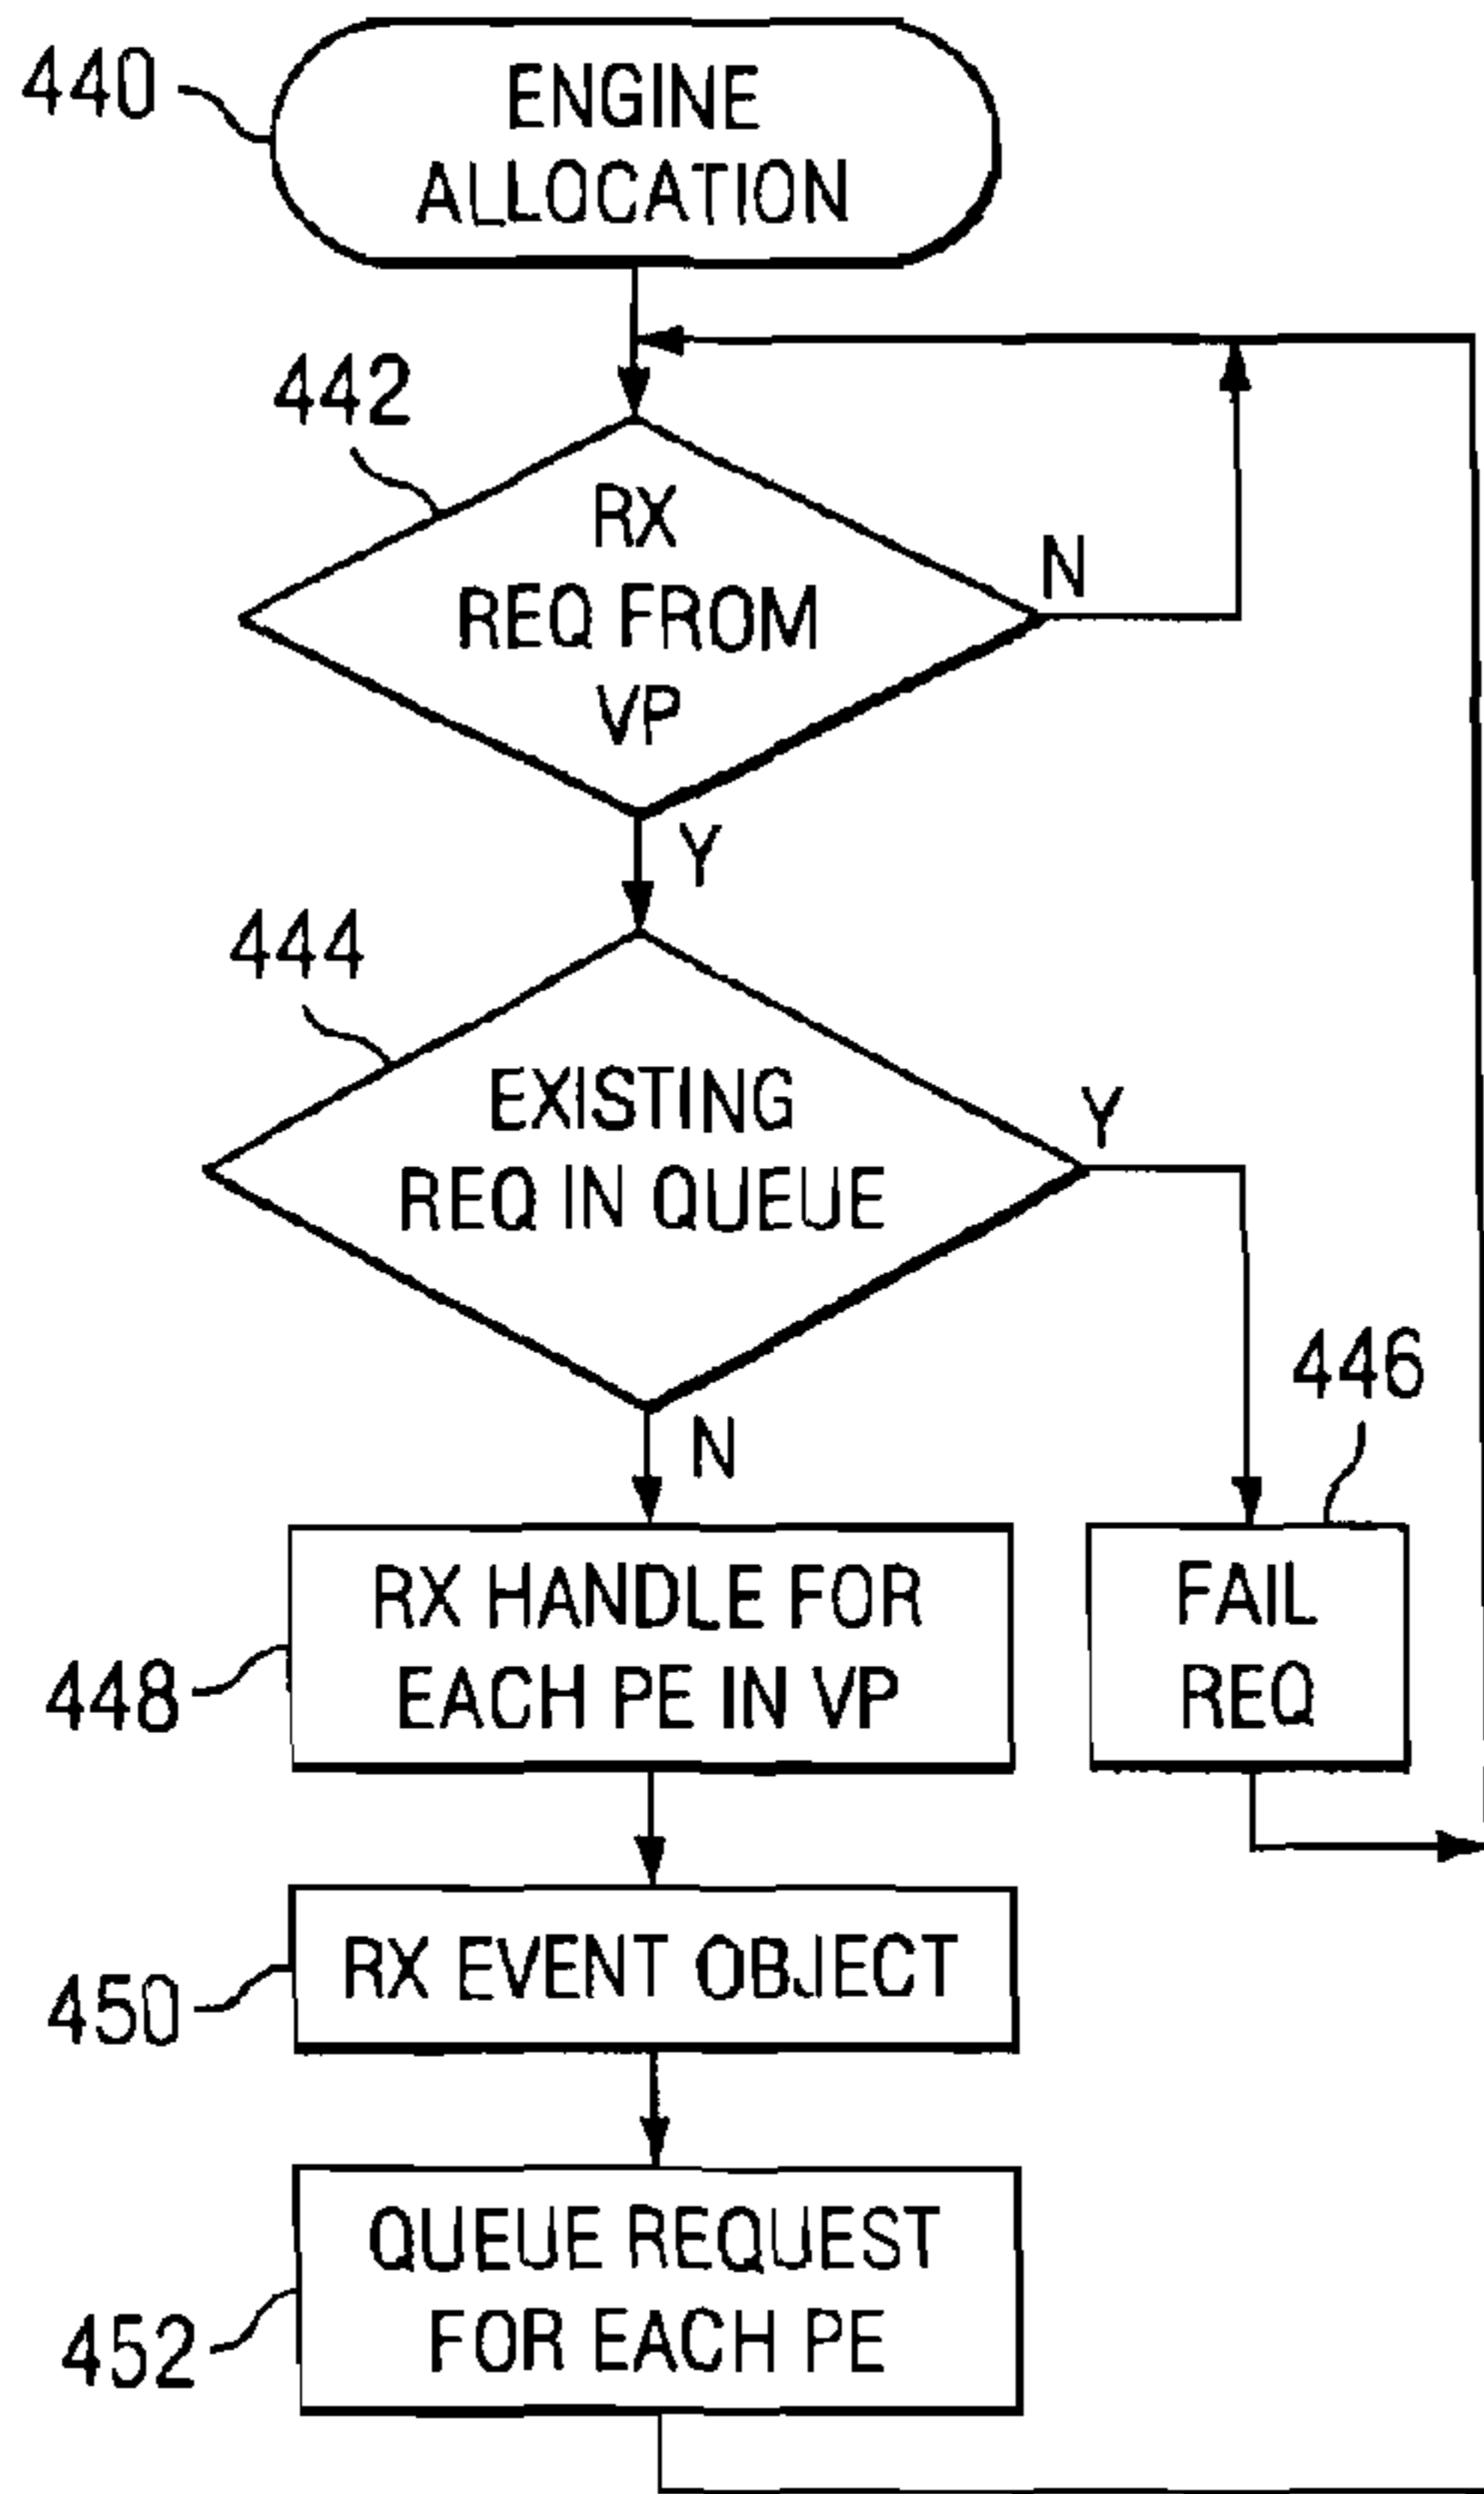 440
ENGINE
ALLOCATION
442
RX
REQ FROM
VP
N
Y
444
EXISTING
REQ IN QUEUE
Y
N
446
RX HANDLE FOR
EACH PE IN VP
448
FAIL
REQ
RX EVENT OBJECT
450
QUEUE REQUEST
FOR EACH PE
452